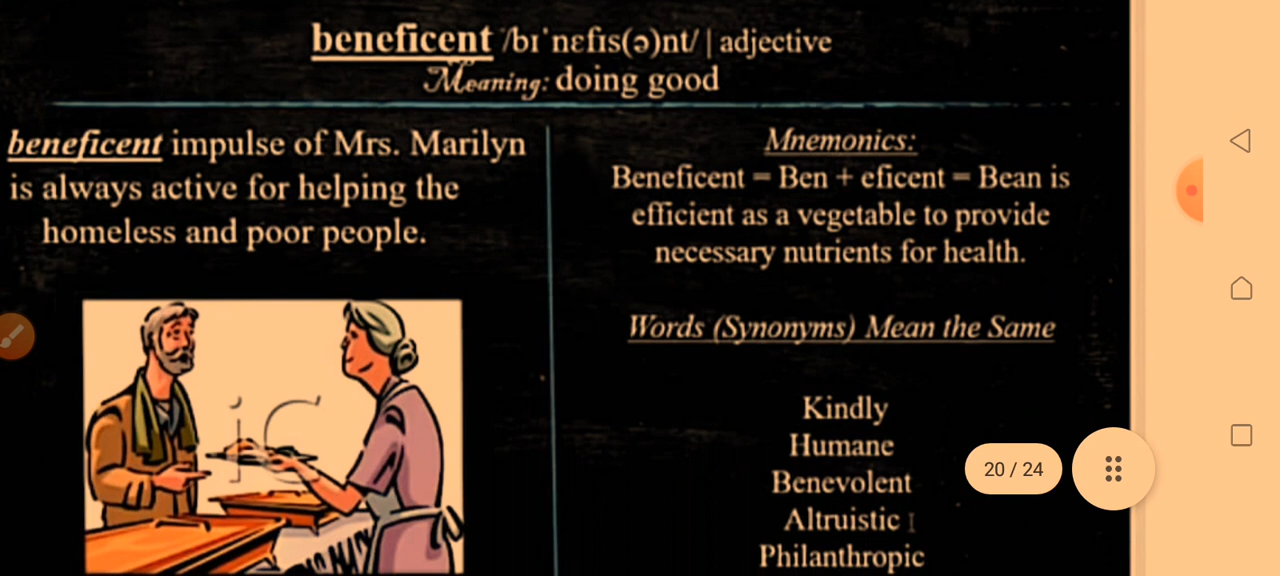 beneficent /bɪˈnɛfɪs(ə)nt/ | adjective
Meaning: doing good
beneficent impulse of Mrs. Marilyn
is always active for helping the
homeless and poor people.
Mnemonics:
Beneficent = Ben + eficent = Bean is
efficient as a vegetable to provide
necessary nutrients for health.
Words (Synonyms) Mean the Same
Kindly
Humane
Benevolent
Altruistic
Philanthropic
20 / 24